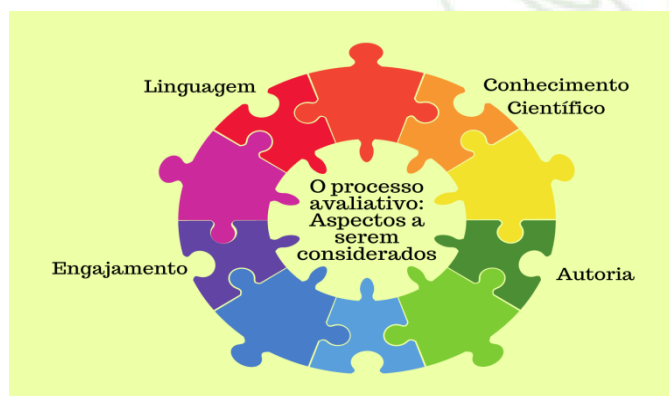 Linguagem
Conhecimento
Científico
O processo
avaliativo:
Aspectos a
serem
considerados
Engajamento
Autoria